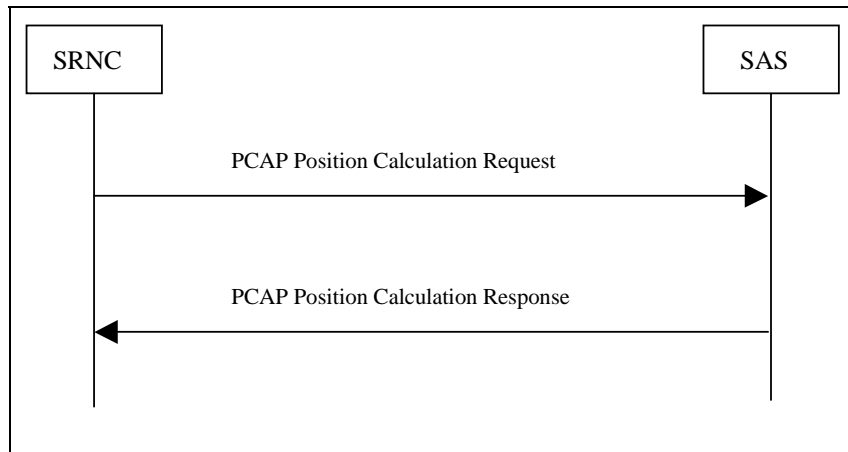 SRNC
SAS
PCAP Position Calculation Request
PCAP Position Calculation Response